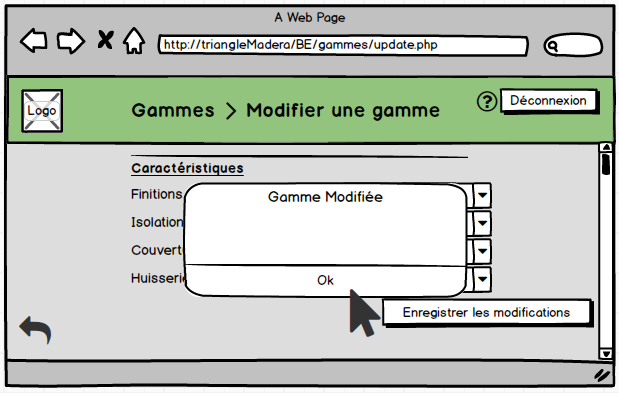 A Web Page
http://triangleMadera/BE/gammes/update.php
Logo
Gammes > Modifier une gamme
?
Déconnexion
Caractéristiques
Finitions
Isolation
Couvert
Huisserie
Gamme Modifiée
Ok
Enregistrer les modifications